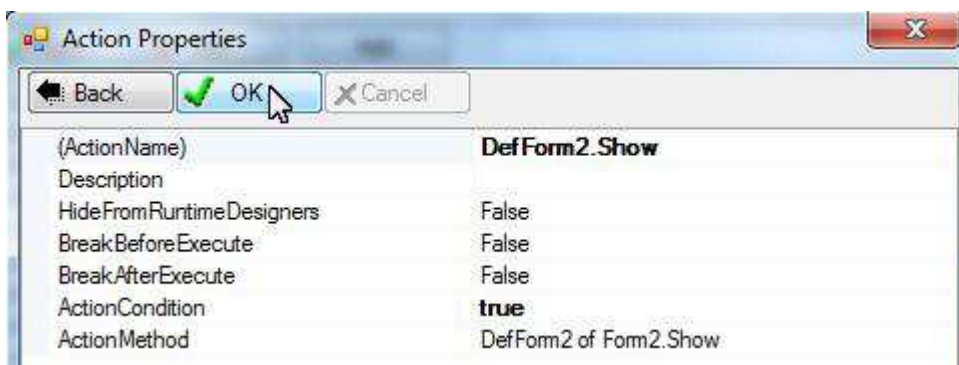 Action Properties
Back OK Cancel
(ActionName) DefForm2.Show
Description
HideFromRuntimeDesigners False
BreakBeforeExecute False
BreakAfterExecute False
ActionCondition true
ActionMethod DefForm2 of Form2.Show